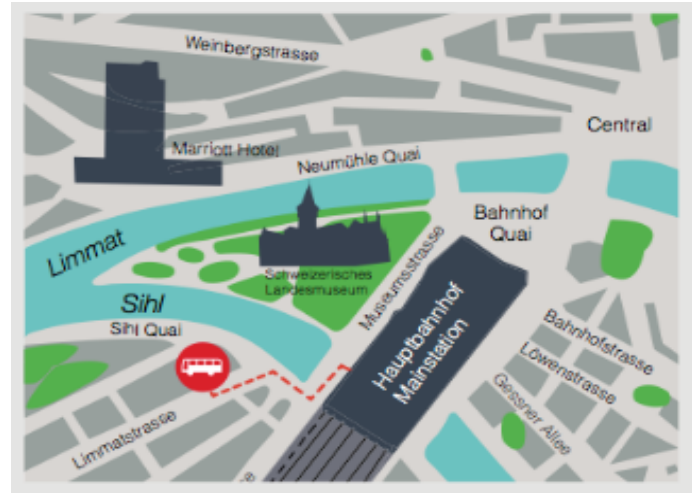 Weinbergstrasse
Central
Marriott Hotel
Neumühle Quai
Bahnhof
Quai
Limmat
Schweizerisches
Landesmuseum
Museumsstrasse
Sihl
Sihl Quai
Hauptbahnhof
Mainstation
Bahnhofstrasse
Löwenstrasse
Gessner Allee
Limmatstrasse